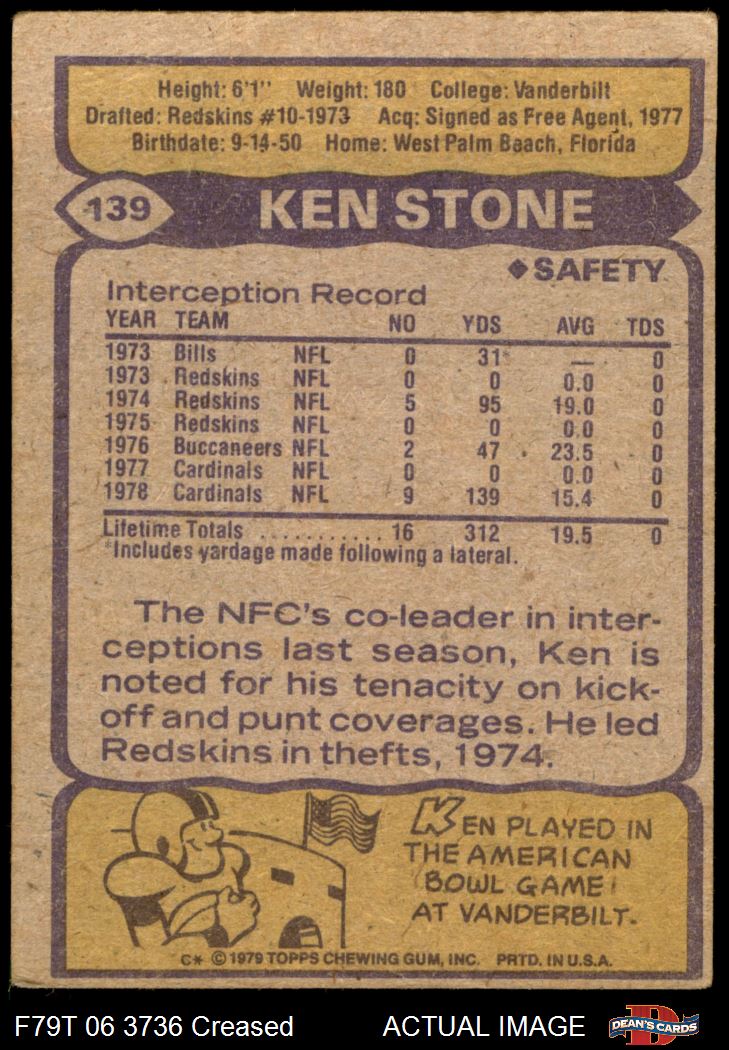 Height: 6'1" Weight: 180 College: Vanderbilt
Drafted: Redskins #10-1973 Acq: Signed as Free Agent, 1977
Birthdate: 9-14-50 Home: West Palm Beach, Florida
139 KEN STONE
◆SAFETY
Interception Record
YEAR TEAM NO YDS AVG TDS
1973 Bills NFL 0 31* — 0
1973 Redskins NFL 0 0 0.0 0
1974 Redskins NFL 5 95 19.0 0
1975 Redskins NFL 0 0 0.0 0
1976 Buccaneers NFL 2 47 23.5 0
1977 Cardinals NFL 0 0 0.0 0
1978 Cardinals NFL 9 139 15.4 0
Lifetime Totals ........... 16 312 19.5 0
*Includes yardage made following a lateral.
The NFC's co-leader in inter-
ceptions last season, Ken is
noted for his tenacity on kick-
off and punt coverages. He led
Redskins in thefts, 1974.
KEN PLAYED IN
THE AMERICAN
BOWL GAME
AT VANDERBILT.
C* © 1979 TOPPS CHEWING GUM, INC. PRTD. IN U.S.A.
F79T 06 3736 Creased ACTUAL IMAGE DEAN'S CARDS